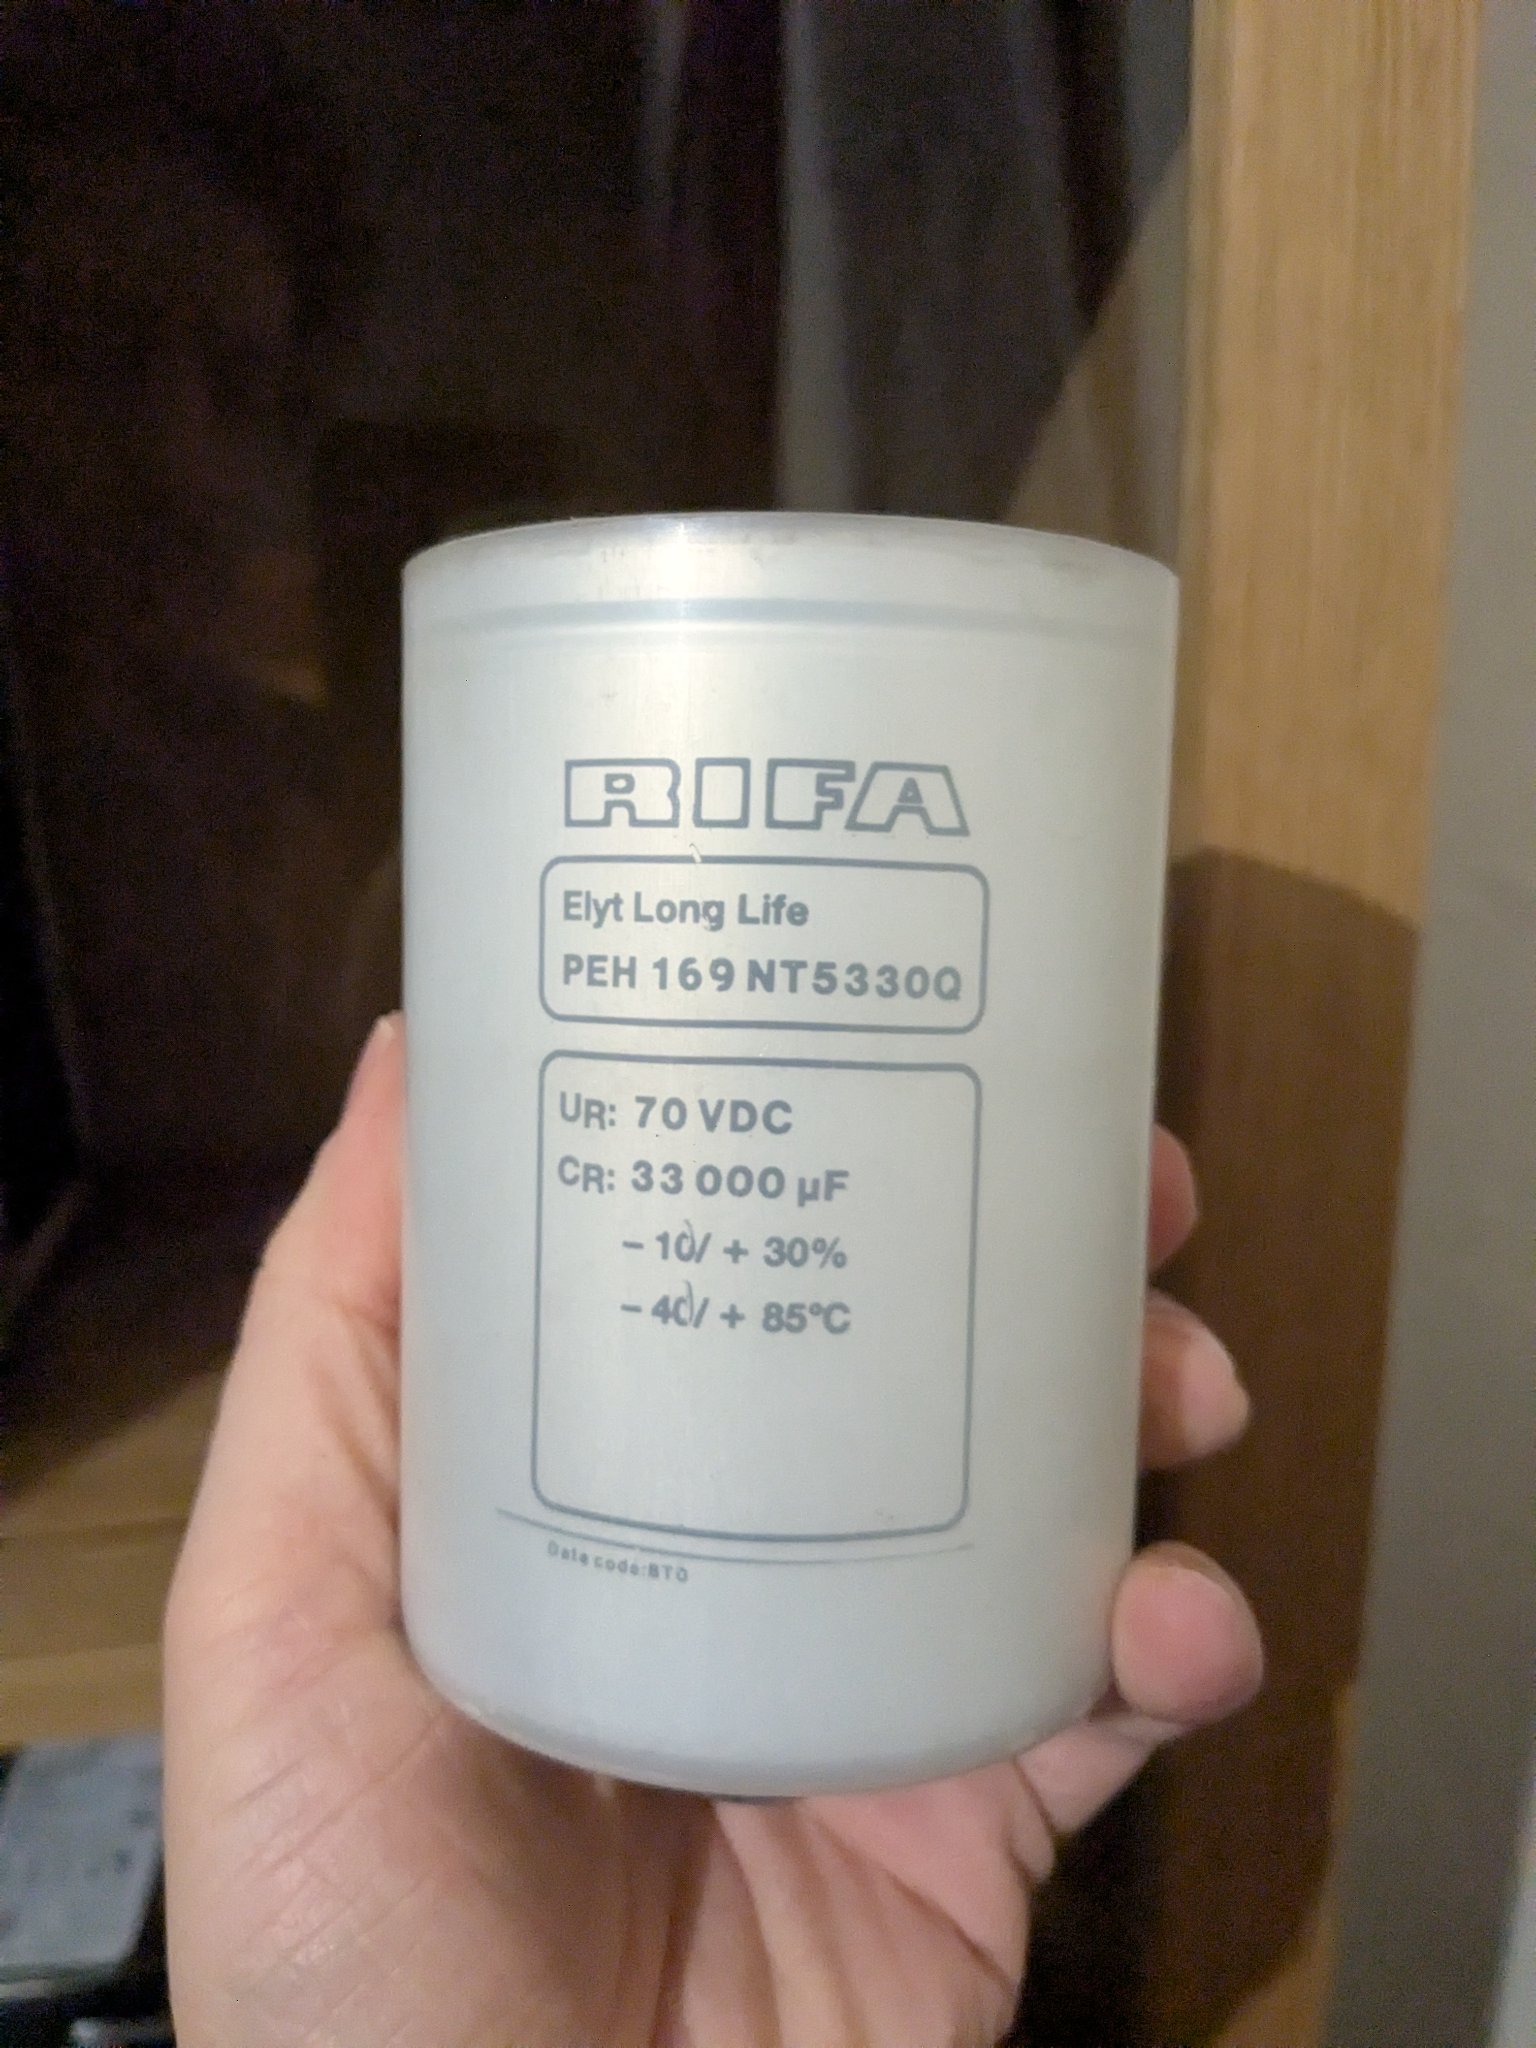 RIFA
Elyt Long Life
PEH 169 NT5330Q
UR: 70 VDC
CR: 33 000 µF
– 10/ + 30%
– 40/ + 85°C
Date code: